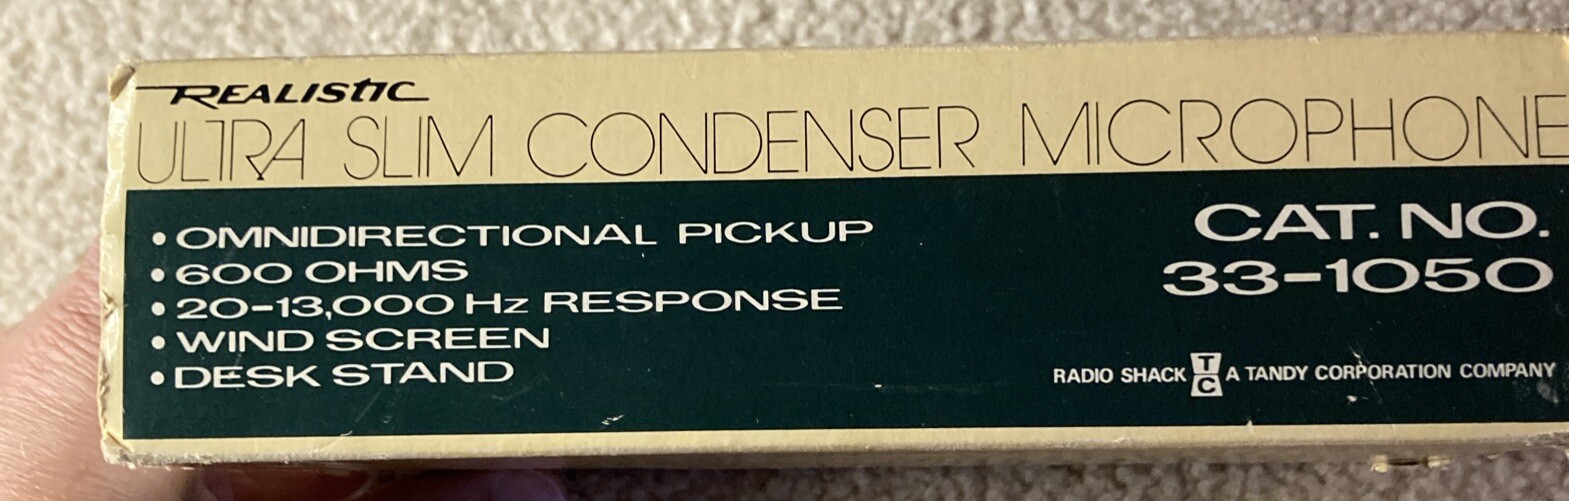 REALISTIC
ULTRA SLIM CONDENSER MICROPHONE
• OMNIDIRECTIONAL PICKUP
• 600 OHMS
• 20-13,000 Hz RESPONSE
• WIND SCREEN
• DESK STAND
CAT. NO.
33-1050
RADIO SHACK TC A TANDY CORPORATION COMPANY